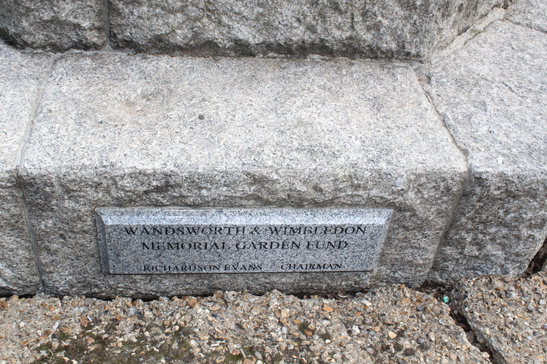 WANDSWORTH & WIMBLEDON
MEMORIAL GARDEN FUND
RICHARDSON EVANS CHAIRMAN